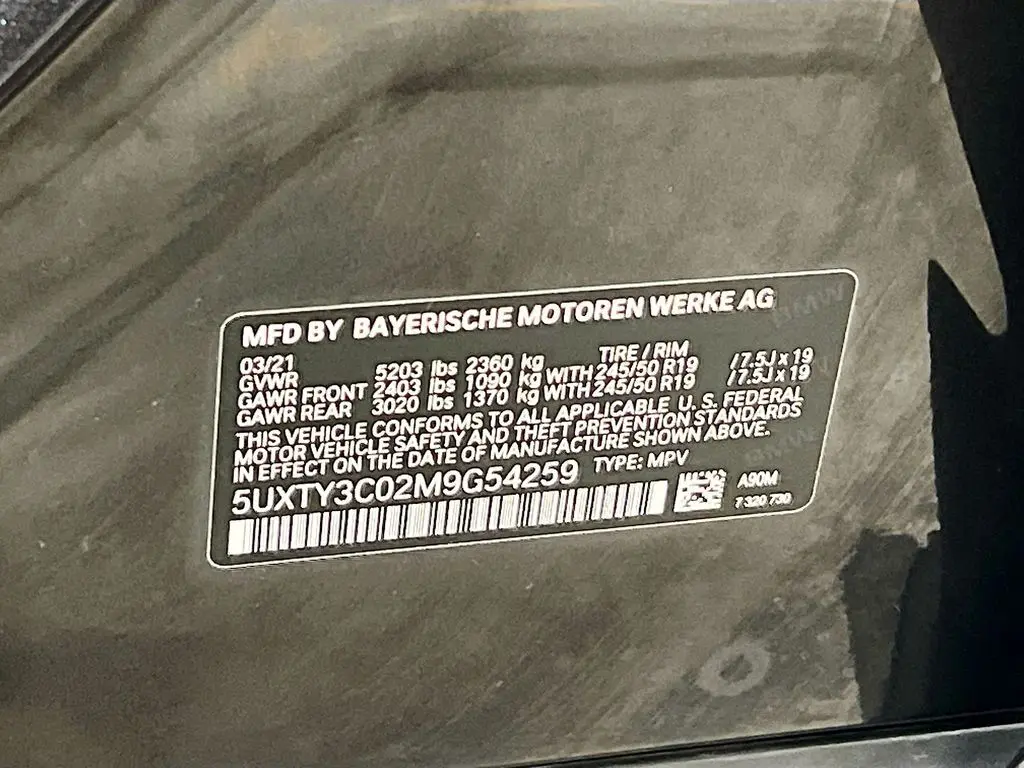 MFD BY BAYERISCHE MOTOREN WERKE AG
03/21 TIRE / RIM
GVWR 5203 lbs 2360 kg
GAWR FRONT 2403 lbs 1090 kg WITH 245/50 R19 /7.5J x 19
GAWR REAR 3020 lbs 1370 kg WITH 245/50 R19 /7.5J x 19
THIS VEHICLE CONFORMS TO ALL APPLICABLE U. S. FEDERAL
MOTOR VEHICLE SAFETY AND THEFT PREVENTION STANDARDS
IN EFFECT ON THE DATE OF MANUFACTURE SHOWN ABOVE.
5UXTY3C02M9G54259 TYPE: MPV
A90M
7 320 730
BMW